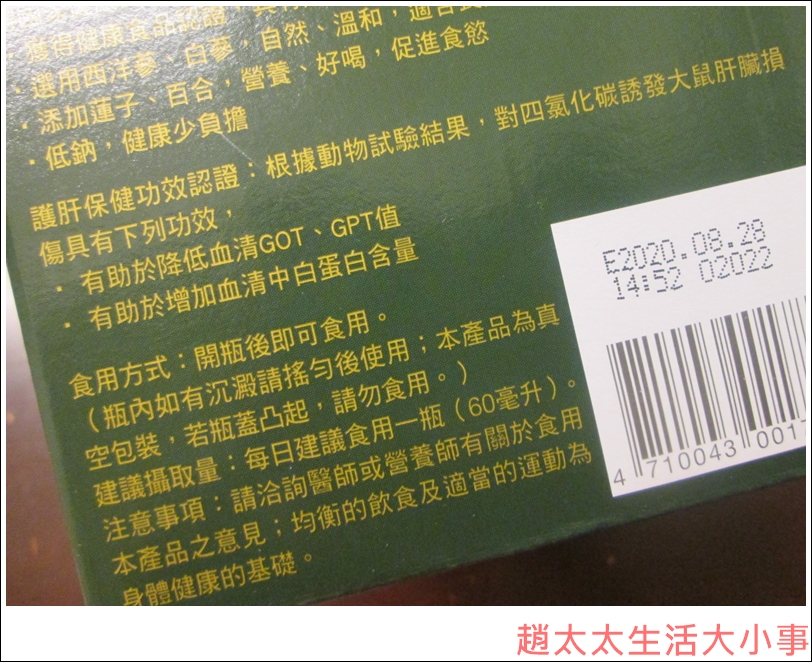 獲得健康食品認證，具有
·選用西洋蔘、白蔘，自然、溫和，適合
·添加蓮子、百合，營養、好喝，促進食慾
·低鈉，健康少負擔
護肝保健功效認證：根據動物試驗結果，對四氯化碳誘發大鼠肝臟損
傷具有下列功效，
· 有助於降低血清GOT、GPT值
· 有助於增加血清中白蛋白含量
食用方式：開瓶後即可食用。
（瓶內如有沉澱請搖勻後使用；本產品為真
空包裝，若瓶蓋凸起，請勿食用。）
建議攝取量：每日建議食用一瓶（60毫升）。
注意事項：請洽詢醫師或營養師有關於食用
本產品之意見；均衡的飲食及適當的運動為
身體健康的基礎。
E2020.08.28
14:52 02022
4 710043 001
趙太太生活大小事